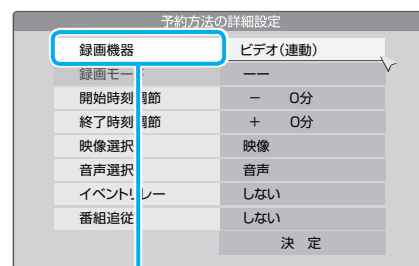 予約方法の詳細設定
録画機器 ビデオ(連動)
録画モード ーー
開始時刻調節 − 0分
終了時刻調節 + 0分
映像選択 映像
音声選択 音声
イベントリレー しない
番組追従 しない
決 定